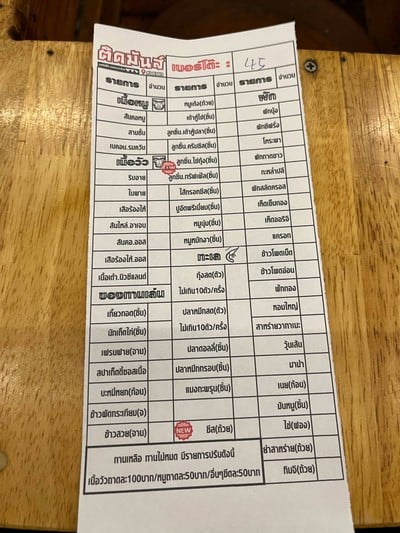 ติดมันส์ เบอร์โต๊ะ : 45
รายการ จำนวน รายการ จำนวน รายการ จำนวน
เนื้อหมู หมูเด้ง(ถ้วย) ผัก
สันคอหมู เต้าหู้ไข่(ชิ้น) ผักบุ้ง
สามชั้น ลูกชิ้น.เต้าหู้ปลา(ชิ้น) ผักชีฝรั่ง
เบคอน.รมควัน ลูกชิ้น.ครีมชีส(ชิ้น) โหระพา
เนื้อวัว ลูกชิ้น.ไข่กุ้ง(ชิ้น) ผักกาดขาว
ริบอาย ลูกชิ้น.ทริฟเฟิล(ชิ้น) กะหล่ำปลี
ใบพาย ไส้กรอกชีส(ชิ้น) ผักสลัดครอส
เสือร้องไห้ ปูอัดพรีเมี่ยม(ชิ้น) เห็ดเข็มทอง
สันไหล่.อาเจน หมูนุ่ม(ชิ้น) เห็ดออริจิ
สันคอ.ออส หมูหมักงา(ชิ้น) แครอต
เสือร้องไห้.ออส ทะเล ข้าวโพดเบ็ด
เนื้อเต๋า.นิวซีแลนด์ กุ้งสด(ตัว) ข้าวโพดอ่อน
ของทานเล่น ไม่เกิน10ตัว/ครั้ง ฟักทอง
เกี๊ยวทอด(ชิ้น) ปลาหมึกสด(ตัว) หอมใหญ่
นักเก็ตไก่(ชิ้น) ไม่เกิน10ตัว/ครั้ง สาหร่ายวากาเมะ
เฟรนฟาย(จาน) ปลาดอลลี่(ชิ้น) วุ้นเส้น
สปาเก็ตตี้ซอสเนื้อ ปลาหมึกกรอบ(ชิ้น) มาม่า
บะหมี่หยก(ก้อน) แมงกะพรุน(ชิ้น) เนย(ก้อน)
ข้าวผัดกระเทียม(จ) มันหมู(ชิ้น)
ข้าวสวย(จาน) NEW ชีส(ถ้วย) ไข่(ฟอง)
ทานเหลือ ทานไม่หมด มีรายการปรับดังนี้ ยำสาหร่าย(ถ้วย)
เนื้อวัวถาดละ100บาท/หมูถาดละ50บาท/อื่นๆขีดละ50บาท กิมจิ(ถ้วย)